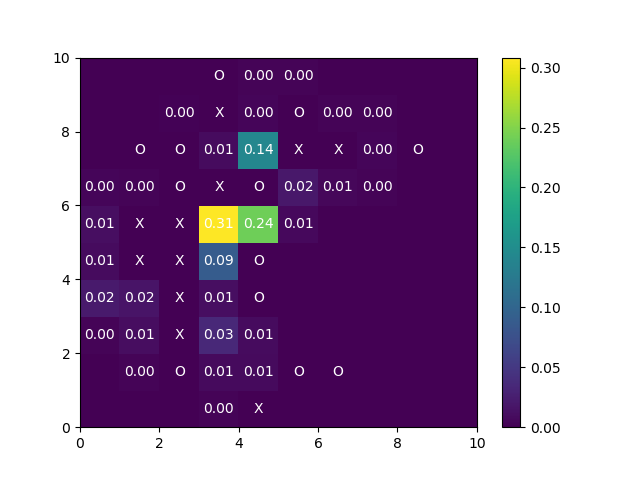 10
O 0.00 0.00
0.30
0.00 X 0.00 O 0.00 0.00
8
0.25
O O 0.01 0.14 X X 0.00 O
0.00 0.00 O X O 0.02 0.01 0.00
0.20
6
0.01 X X 0.31 0.24 0.01
0.15
0.01 X X 0.09 O
4
0.10
0.02 0.02 X 0.01 O
0.00 0.01 X 0.03 0.01
0.05
2
0.00 O 0.01 0.01 O O
0.00 X
0
0.00
0 2 4 6 8 10